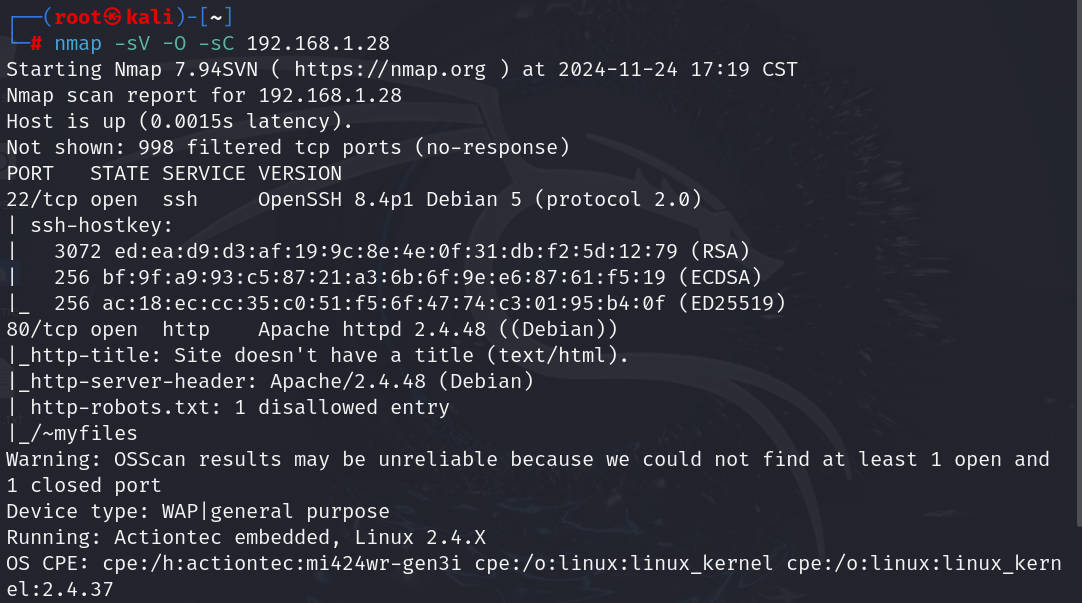 ┌──(root㉿kali)-[~]
└─# nmap -sV -O -sC 192.168.1.28
Starting Nmap 7.94SVN ( https://nmap.org ) at 2024-11-24 17:19 CST
Nmap scan report for 192.168.1.28
Host is up (0.0015s latency).
Not shown: 998 filtered tcp ports (no-response)
PORT   STATE SERVICE VERSION
22/tcp open  ssh     OpenSSH 8.4p1 Debian 5 (protocol 2.0)
| ssh-hostkey:
|   3072 ed:ea:d9:d3:af:19:9c:8e:4e:0f:31:db:f2:5d:12:79 (RSA)
|   256 bf:9f:a9:93:c5:87:21:a3:6b:6f:9e:e6:87:61:f5:19 (ECDSA)
|_  256 ac:18:ec:cc:35:c0:51:f5:6f:47:74:c3:01:95:b4:0f (ED25519)
80/tcp open  http    Apache httpd 2.4.48 ((Debian))
|_http-title: Site doesn't have a title (text/html).
|_http-server-header: Apache/2.4.48 (Debian)
| http-robots.txt: 1 disallowed entry
|_/~myfiles
Warning: OSScan results may be unreliable because we could not find at least 1 open and
1 closed port
Device type: WAP|general purpose
Running: Actiontec embedded, Linux 2.4.X
OS CPE: cpe:/h:actiontec:mi424wr-gen3i cpe:/o:linux:linux_kernel cpe:/o:linux:linux_kern
el:2.4.37